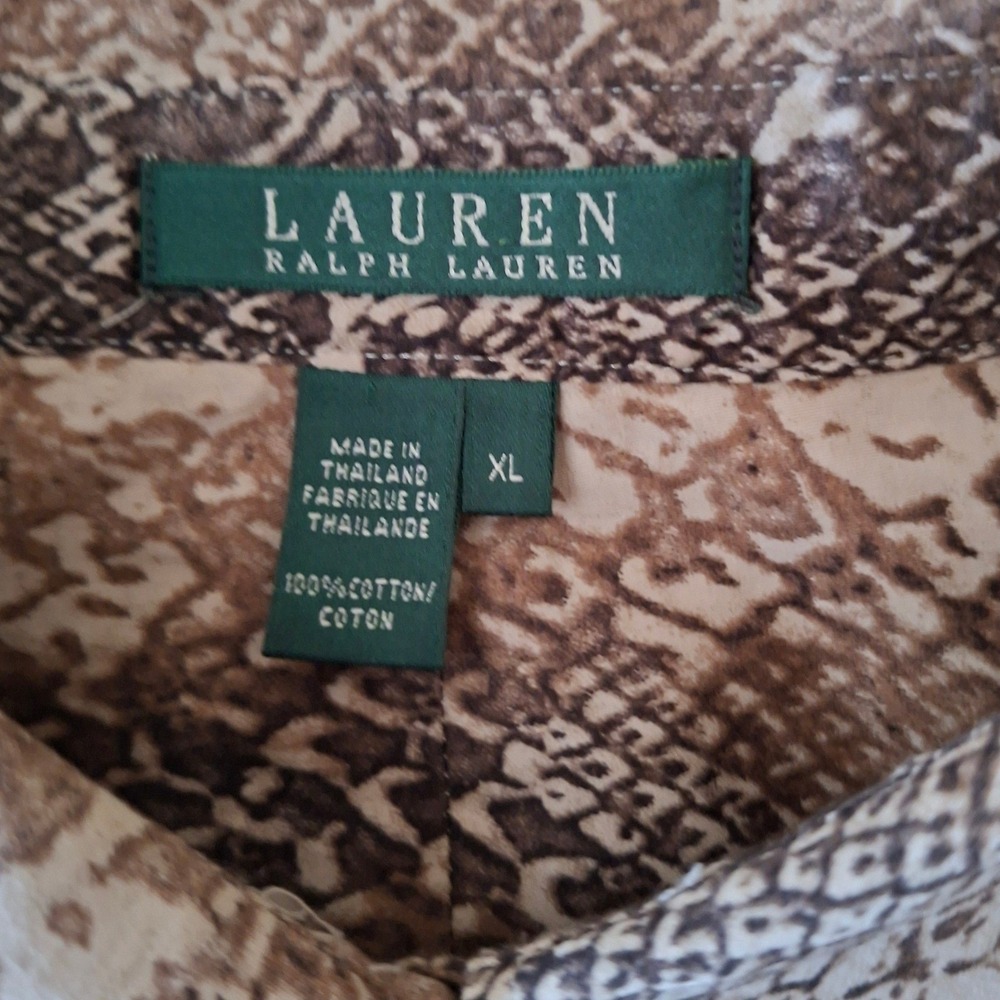 LAUREN
RALPH LAUREN
MADE IN
THAILAND
FABRIQUE EN
THAILANDE
100% COTTON/
COTON
XL